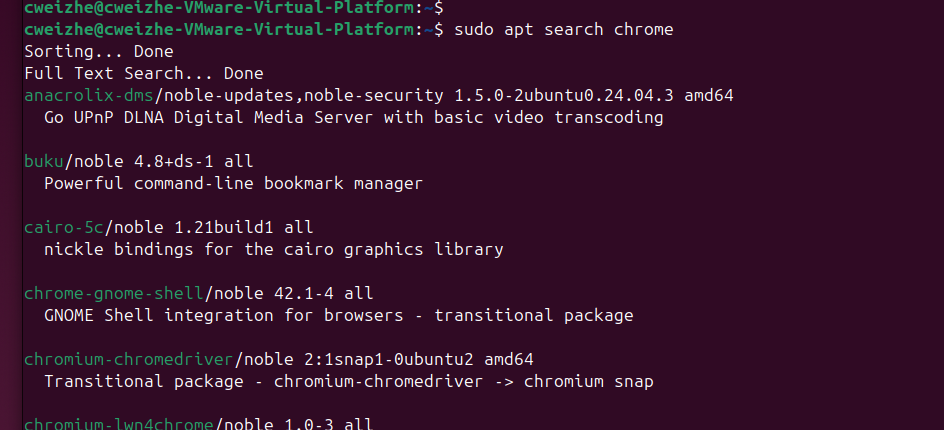 cweizhe@cweizhe-VMware-Virtual-Platform:~$
cweizhe@cweizhe-VMware-Virtual-Platform:~$ sudo apt search chrome
Sorting... Done
Full Text Search... Done
anacrolix-dms/noble-updates,noble-security 1.5.0-2ubuntu0.24.04.3 amd64
  Go UPnP DLNA Digital Media Server with basic video transcoding
buku/noble 4.8+ds-1 all
  Powerful command-line bookmark manager
cairo-5c/noble 1.21build1 all
  nickle bindings for the cairo graphics library
chrome-gnome-shell/noble 42.1-4 all
  GNOME Shell integration for browsers - transitional package
chromium-chromedriver/noble 2:1snap1-0ubuntu2 amd64
  Transitional package - chromium-chromedriver -> chromium snap
chromium-lwn4chrome/noble 1.0-3 all